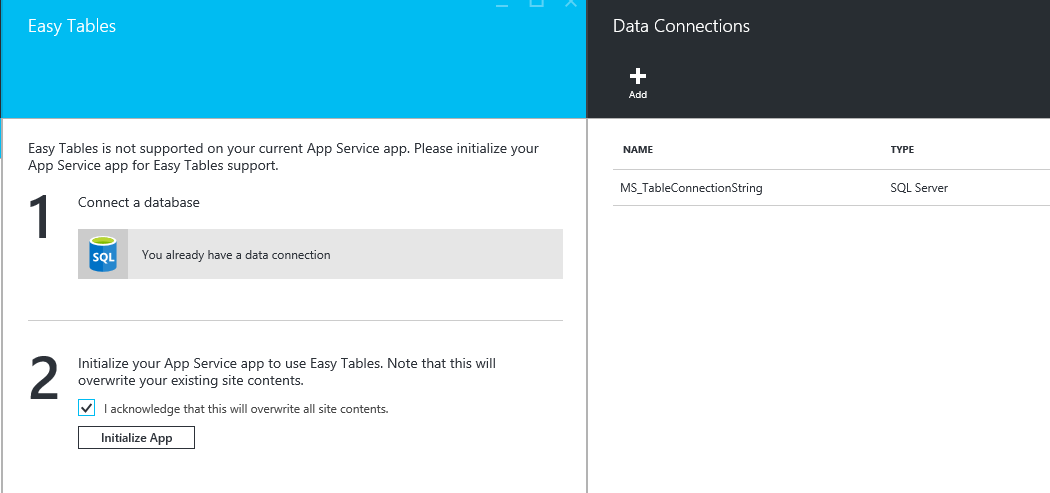 Easy Tables
Easy Tables is not supported on your current App Service app. Please initialize your
App Service app for Easy Tables support.
1
Connect a database
SQL
You already have a data connection
2
Initialize your App Service app to use Easy Tables. Note that this will
overwrite your existing site contents.
I acknowledge that this will overwrite all site contents.
Initialize App
Data Connections
Add
NAME TYPE
MS_TableConnectionString SQL Server